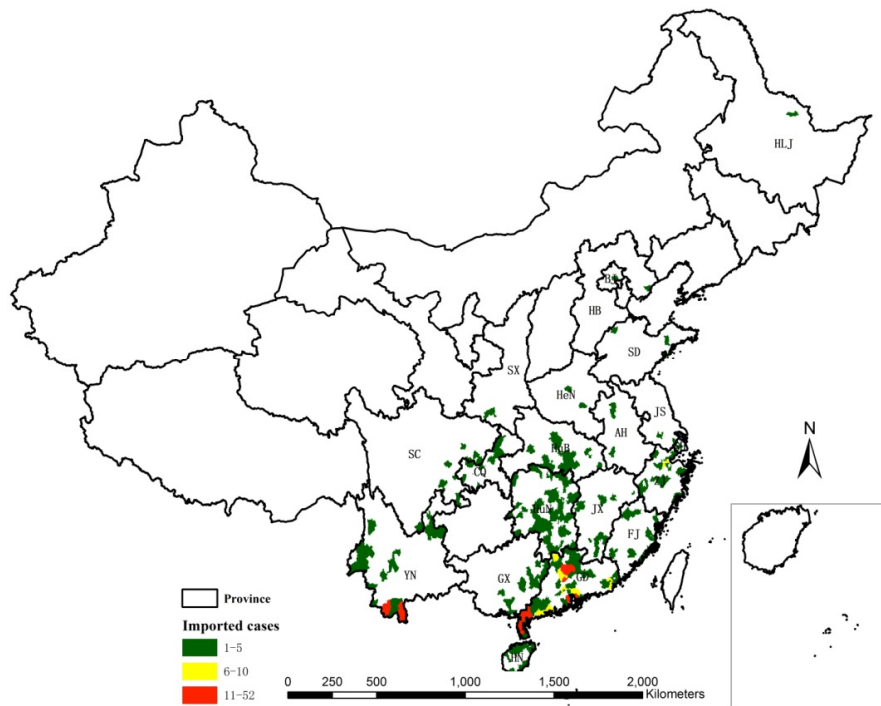 HLJ
BJ
HB
SD
SX
HeN
JS
AH
SC
HuB
CQ
HuN
JX
FJ
YN
GX
GD
HN
N
Province
Imported cases
1-5
6-10
11-52
0 250 500 1,000 1,500 2,000
Kilometers